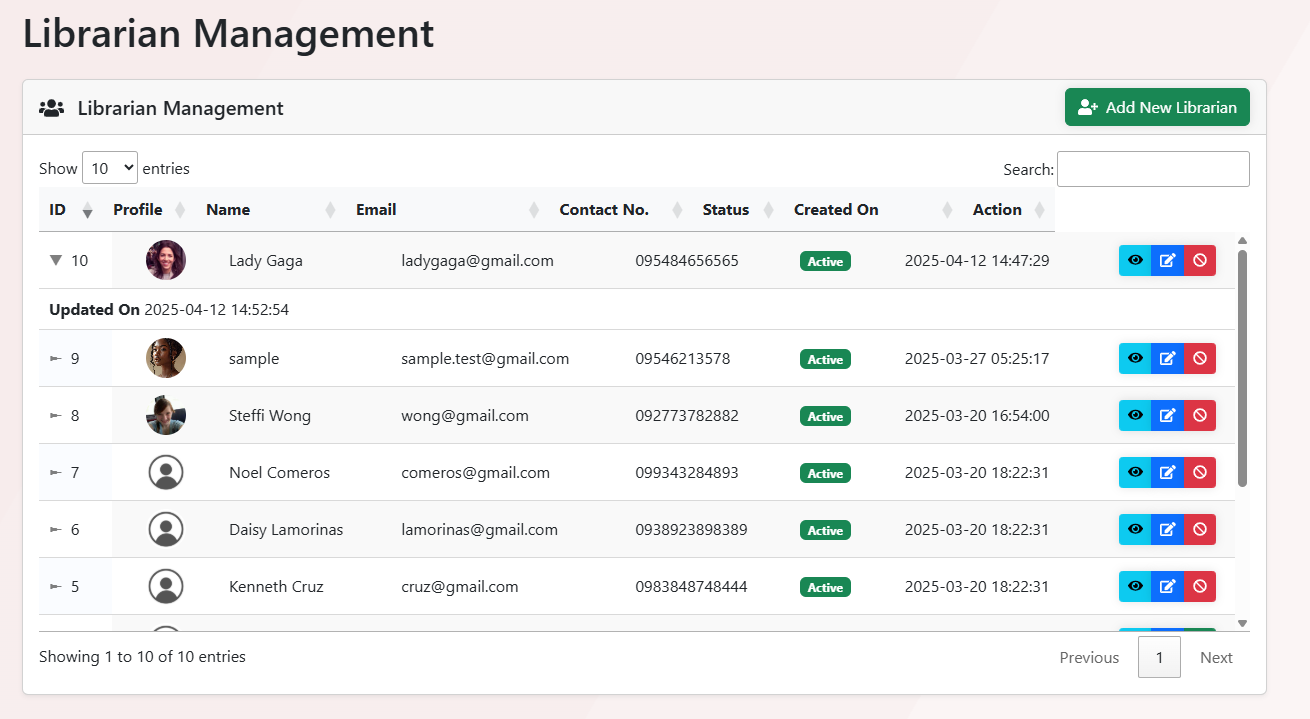 Librarian Management
Librarian Management
Add New Librarian
Show 10 entries
Search:
ID Profile Name Email Contact No. Status Created On Action
10 Lady Gaga ladygaga@gmail.com 095484656565 Active 2025-04-12 14:47:29
Updated On 2025-04-12 14:52:54
9 sample sample.test@gmail.com 09546213578 Active 2025-03-27 05:25:17
8 Steffi Wong wong@gmail.com 092773782882 Active 2025-03-20 16:54:00
7 Noel Comeros comeros@gmail.com 099343284893 Active 2025-03-20 18:22:31
6 Daisy Lamorinas lamorinas@gmail.com 0938923898389 Active 2025-03-20 18:22:31
5 Kenneth Cruz cruz@gmail.com 0983848748444 Active 2025-03-20 18:22:31
Showing 1 to 10 of 10 entries
Previous 1 Next